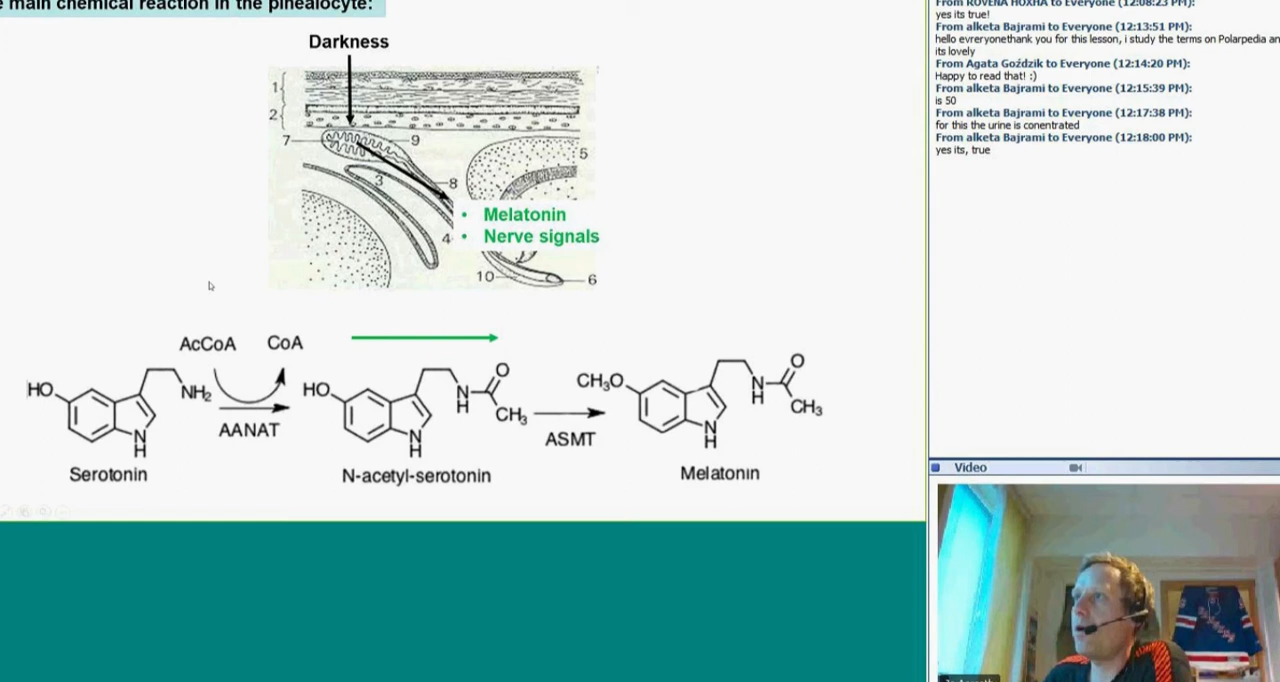 main chemical reaction in the pinealocyte:
Darkness
1
2
7
9
5
3
8
• Melatonin
4 • Nerve signals
10
6
AcCoA CoA
HO
NH₂
N
H
AANAT
Serotonin
HO
N
H
O
CH₃
N
H
ASMT
N-acetyl-serotonin
CH₃O
N
H
O
CH₃
N
H
Melatonin
From ROVENA HOXHA to Everyone (12:08:23 PM):
yes its true!
From alketa Bajrami to Everyone (12:13:51 PM):
hello evreryonethank you for this lesson, i study the terms on Polarpedia an
its lovely
From Agata Goździk to Everyone (12:14:20 PM):
Happy to read that! :)
From alketa Bajrami to Everyone (12:15:39 PM):
is 50
From alketa Bajrami to Everyone (12:17:38 PM):
for this the urine is conentrated
From alketa Bajrami to Everyone (12:18:00 PM):
yes its, true
Video